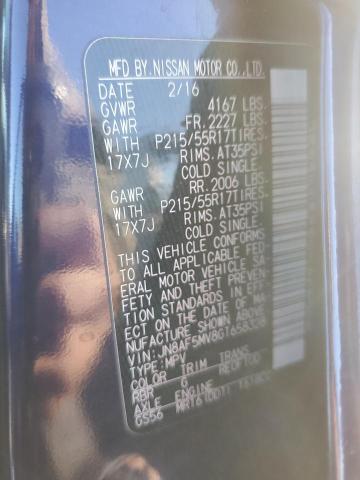 MFD BY.NISSAN MOTOR CO.,LTD.
DATE 2/16
GVWR 4167 LBS.
GAWR FR.2227 LBS.
WITH P215/55R17TIRES.
17X7J RIMS.AT35PSI
COLD SINGLE
GAWR RR.2006 LBS.
WITH P215/55R17TIRES.
17X7J RIMS.AT35PSI
COLD SINGLE
THIS VEHICLE CONFORMS
TO ALL APPLICABLE FED-
ERAL MOTOR VEHICLE SA-
FETY AND THEFT PREVEN-
TION STANDARDS IN EFF-
ECT ON THE DATE OF MA-
NUFACTURE SHOWN ABOVE
VIN:JN8AF5MV8GT658328
TYPE:MPV
COLOR TRIM TRANS
RBR G
AXLE ENGINE
GS56